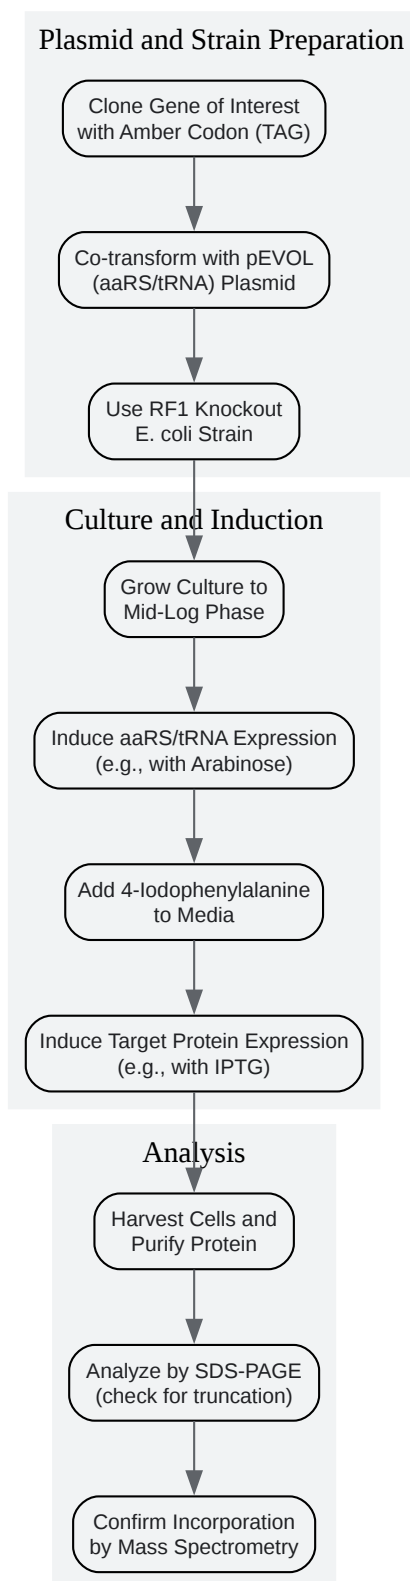 Plasmid and Strain Preparation
Clone Gene of Interest
with Amber Codon (TAG)
Co-transform with pEVOL
(aaRS/tRNA) Plasmid
Use RF1 Knockout
E. coli Strain
Culture and Induction
Grow Culture to
Mid-Log Phase
Induce aaRS/tRNA Expression
(e.g., with Arabinose)
Add 4-Iodophenylalanine
to Media
Induce Target Protein Expression
(e.g., with IPTG)
Analysis
Harvest Cells and
Purify Protein
Analyze by SDS-PAGE
(check for truncation)
Confirm Incorporation
by Mass Spectrometry